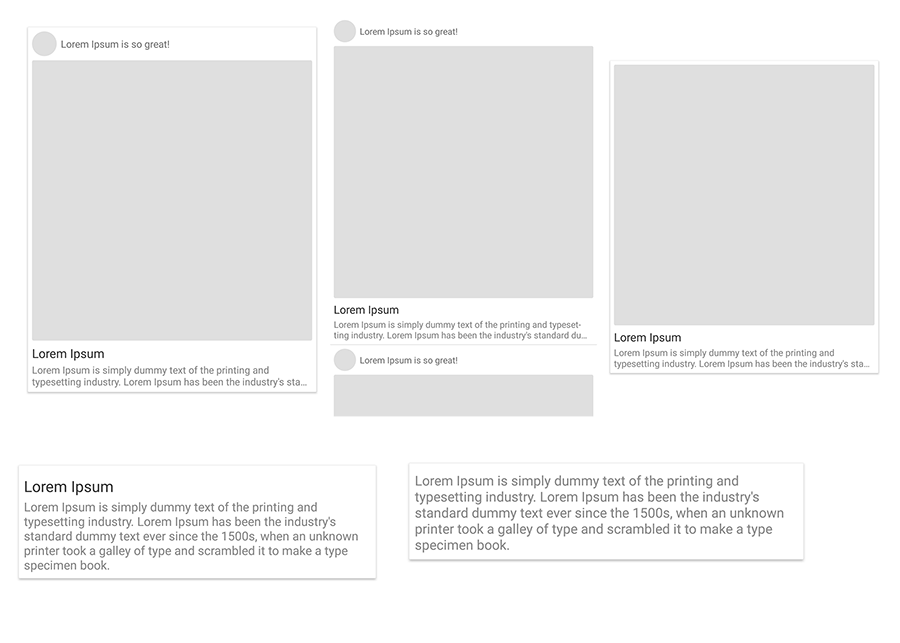 Lorem Ipsum is so great!
Lorem Ipsum
Lorem Ipsum is simply dummy text of the printing and
typesetting industry. Lorem Ipsum has been the industry's sta...
Lorem Ipsum is so great!
Lorem Ipsum
Lorem Ipsum is simply dummy text of the printing and typeset-
ting industry. Lorem Ipsum has been the industry's standard du...
Lorem Ipsum is so great!
Lorem Ipsum
Lorem Ipsum is simply dummy text of the printing and
typesetting industry. Lorem Ipsum has been the industry's sta...
Lorem Ipsum
Lorem Ipsum is simply dummy text of the printing and
typesetting industry. Lorem Ipsum has been the industry's
standard dummy text ever since the 1500s, when an unknown
printer took a galley of type and scrambled it to make a type
specimen book.
Lorem Ipsum is simply dummy text of the printing and
typesetting industry. Lorem Ipsum has been the industry's
standard dummy text ever since the 1500s, when an unknown
printer took a galley of type and scrambled it to make a type
specimen book.